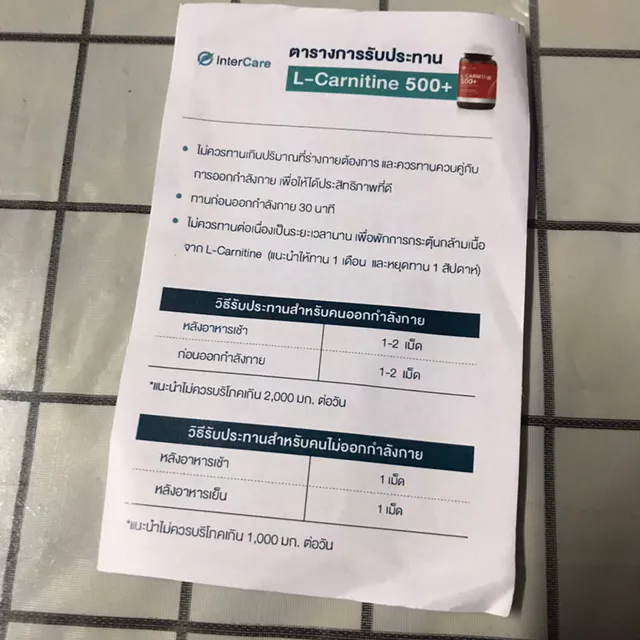 InterCare
ตารางการรับประทาน
L-Carnitine 500+
L-CARNITINE
500+
• ไม่ควรทานเกินปริมาณที่ร่างกายต้องการ และควรทานควบคู่กับ
การออกกำลังกาย เพื่อให้ได้ประสิทธิภาพที่ดี
• ทานก่อนออกกำลังกาย 30 นาที
• ไม่ควรทานต่อเนื่องเป็นระยะเวลานาน เพื่อพักการกระตุ้นกล้ามเนื้อ
จาก L-Carnitine (แนะนำให้ทาน 1 เดือน และหยุดทาน 1 สัปดาห์)
วิธีรับประทานสำหรับคนออกกำลังกาย
หลังอาหารเช้า 1-2 เม็ด
ก่อนออกกำลังกาย 1-2 เม็ด
*แนะนำไม่ควรบริโภคเกิน 2,000 มก. ต่อวัน
วิธีรับประทานสำหรับคนไม่ออกกำลังกาย
หลังอาหารเช้า 1 เม็ด
หลังอาหารเย็น 1 เม็ด
*แนะนำไม่ควรบริโภคเกิน 1,000 มก. ต่อวัน